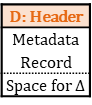 D: Header
Metadata
Record
Space for Δ